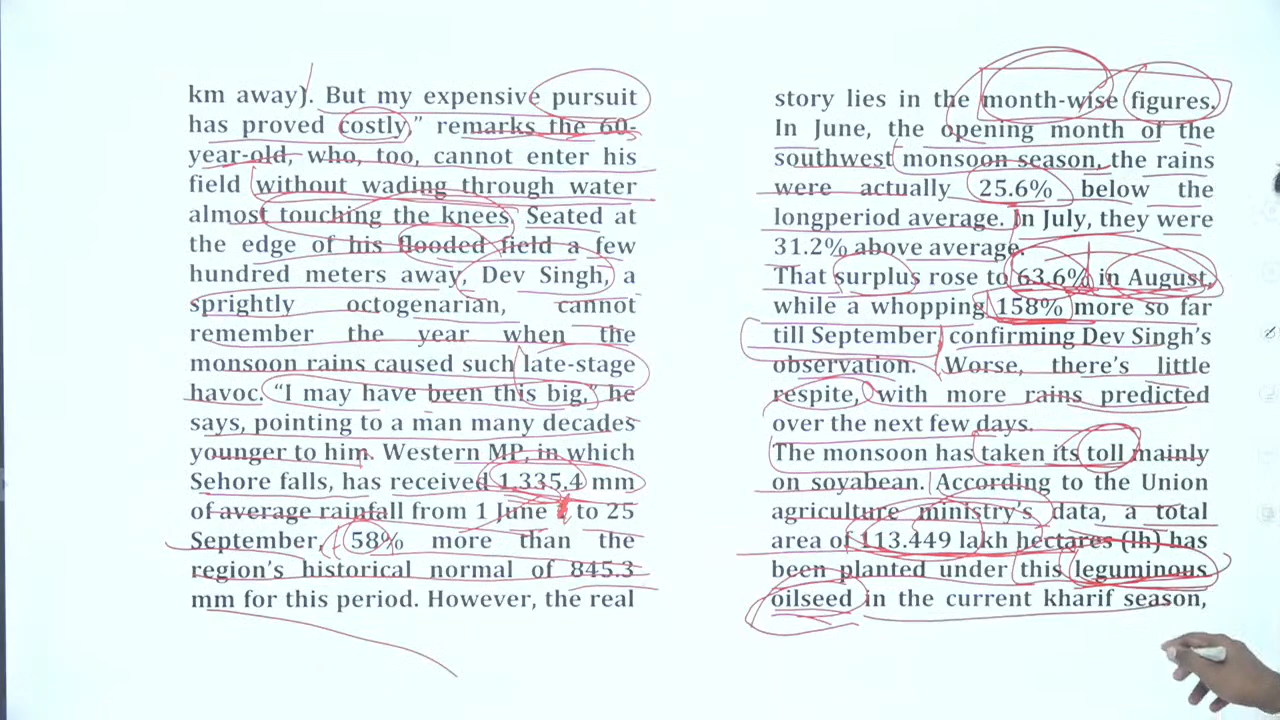 km away). But my expensive pursuit
has proved costly,” remarks the 60-
year-old, who, too, cannot enter his
field without wading through water
almost touching the knees. Seated at
the edge of his flooded field a few
hundred meters away, Dev Singh, a
sprightly octogenarian, cannot
remember the year when the
monsoon rains caused such late-stage
havoc. “I may have been this big,” he
says, pointing to a man many decades
younger to him. Western MP, in which
Sehore falls, has received 1,335.4 mm
of average rainfall from 1 June to 25
September, 58% more than the
region’s historical normal of 845.3
mm for this period. However, the real
story lies in the month-wise figures.
In June, the opening month of the
southwest monsoon season, the rains
were actually 25.6% below the
longperiod average. In July, they were
31.2% above average.
That surplus rose to 63.6% in August,
while a whopping 158% more so far
till September, confirming Dev Singh’s
observation. Worse, there’s little
respite, with more rains predicted
over the next few days.
The monsoon has taken its toll mainly
on soyabean. According to the Union
agriculture ministry’s data, a total
area of 113.449 lakh hectares (lh) has
been planted under this leguminous
oilseed in the current kharif season,